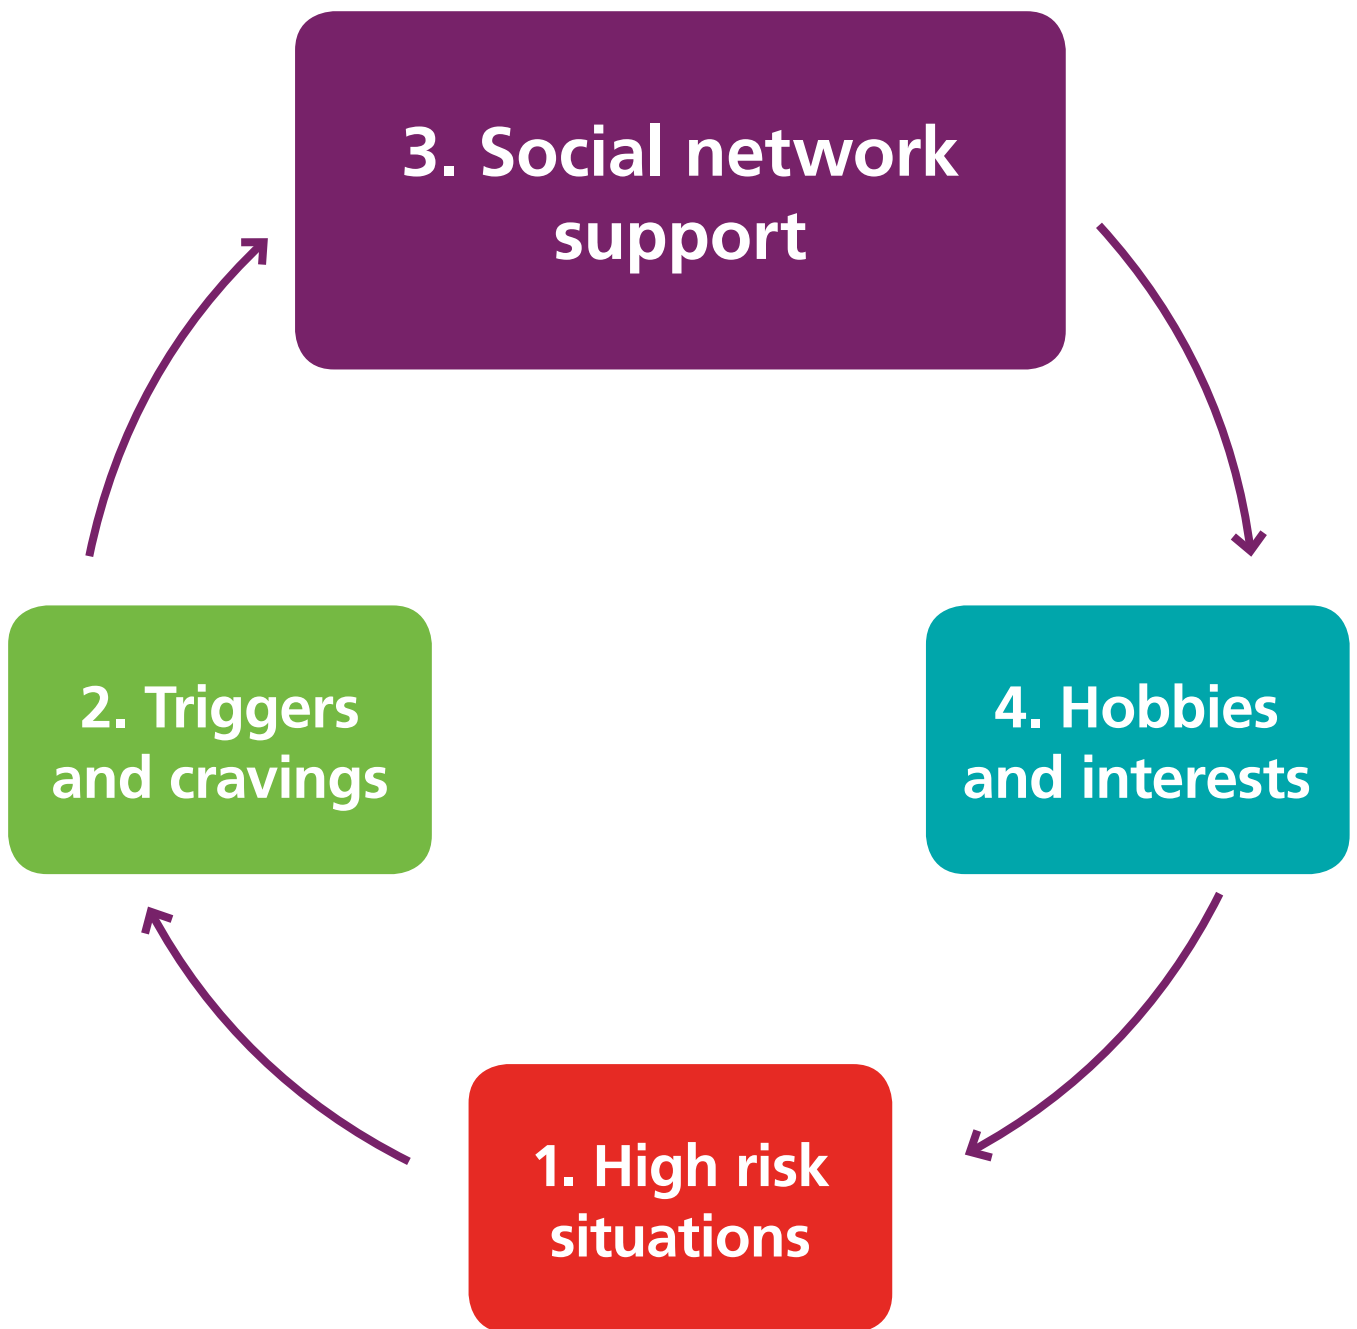 3. Social network
support
2. Triggers
and cravings
4. Hobbies
and interests
1. High risk
situations